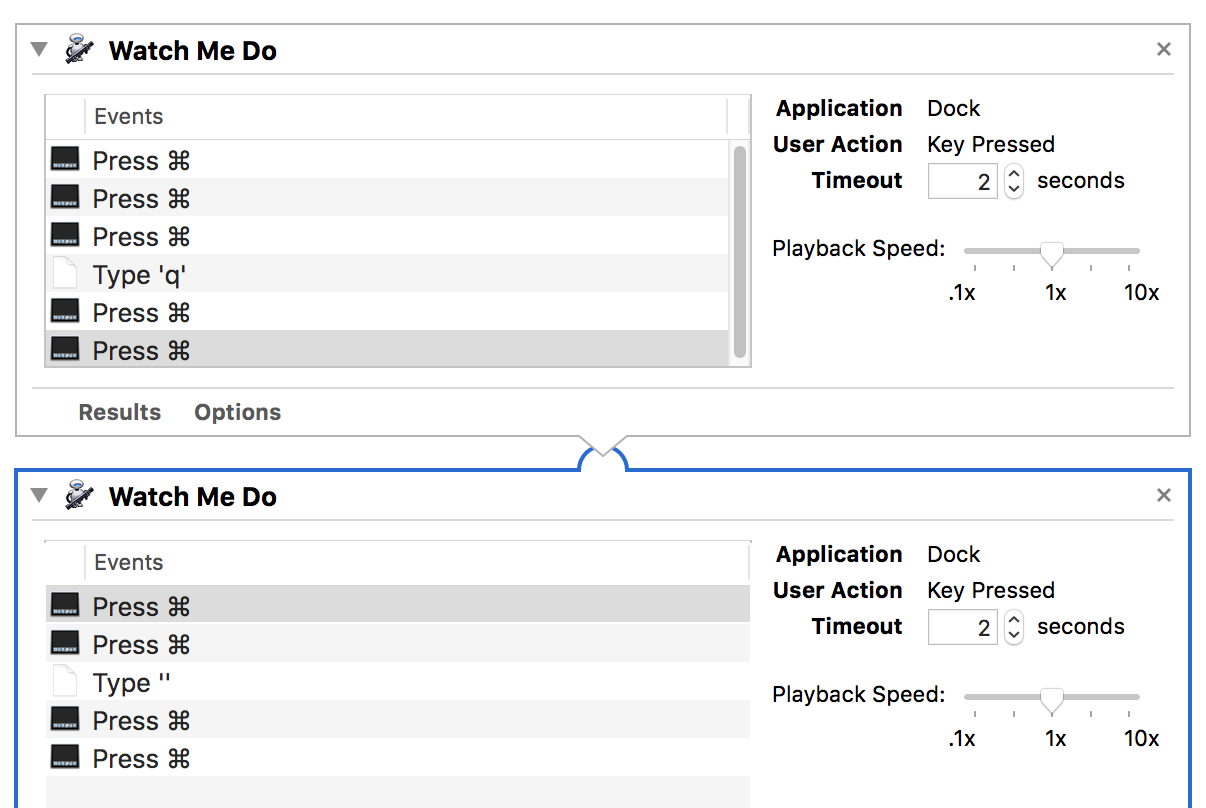 Watch Me Do
Events
Press ⌘
Press ⌘
Press ⌘
Type 'q'
Press ⌘
Press ⌘
Application Dock
User Action Key Pressed
Timeout 2 seconds
Playback Speed:
.1x 1x 10x
Results Options
Watch Me Do
Events
Press ⌘
Press ⌘
Type ''
Press ⌘
Press ⌘
Application Dock
User Action Key Pressed
Timeout 2 seconds
Playback Speed:
.1x 1x 10x